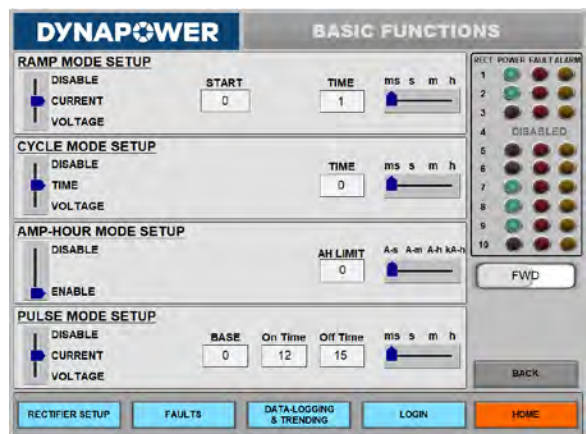 DYNAPOWER BASIC FUNCTIONS
RAMP MODE SETUP
DISABLE
CURRENT
VOLTAGE
START
0
TIME
1
ms s m h
CYCLE MODE SETUP
DISABLE
TIME
VOLTAGE
TIME
0
ms s m h
AMP-HOUR MODE SETUP
DISABLE
ENABLE
AH LIMIT
0
A-s A-m A-h kA-h
PULSE MODE SETUP
DISABLE
CURRENT
VOLTAGE
BASE
0
On Time
12
Off Time
15
ms s m h
RECT POWER FAULT ALARM
1
2
3
4 DISABLED
5
6
7
8
9
10
FWD
BACK
RECTIFIER SETUP
FAULTS
DATA-LOGGING
& TRENDING
LOGIN
HOME